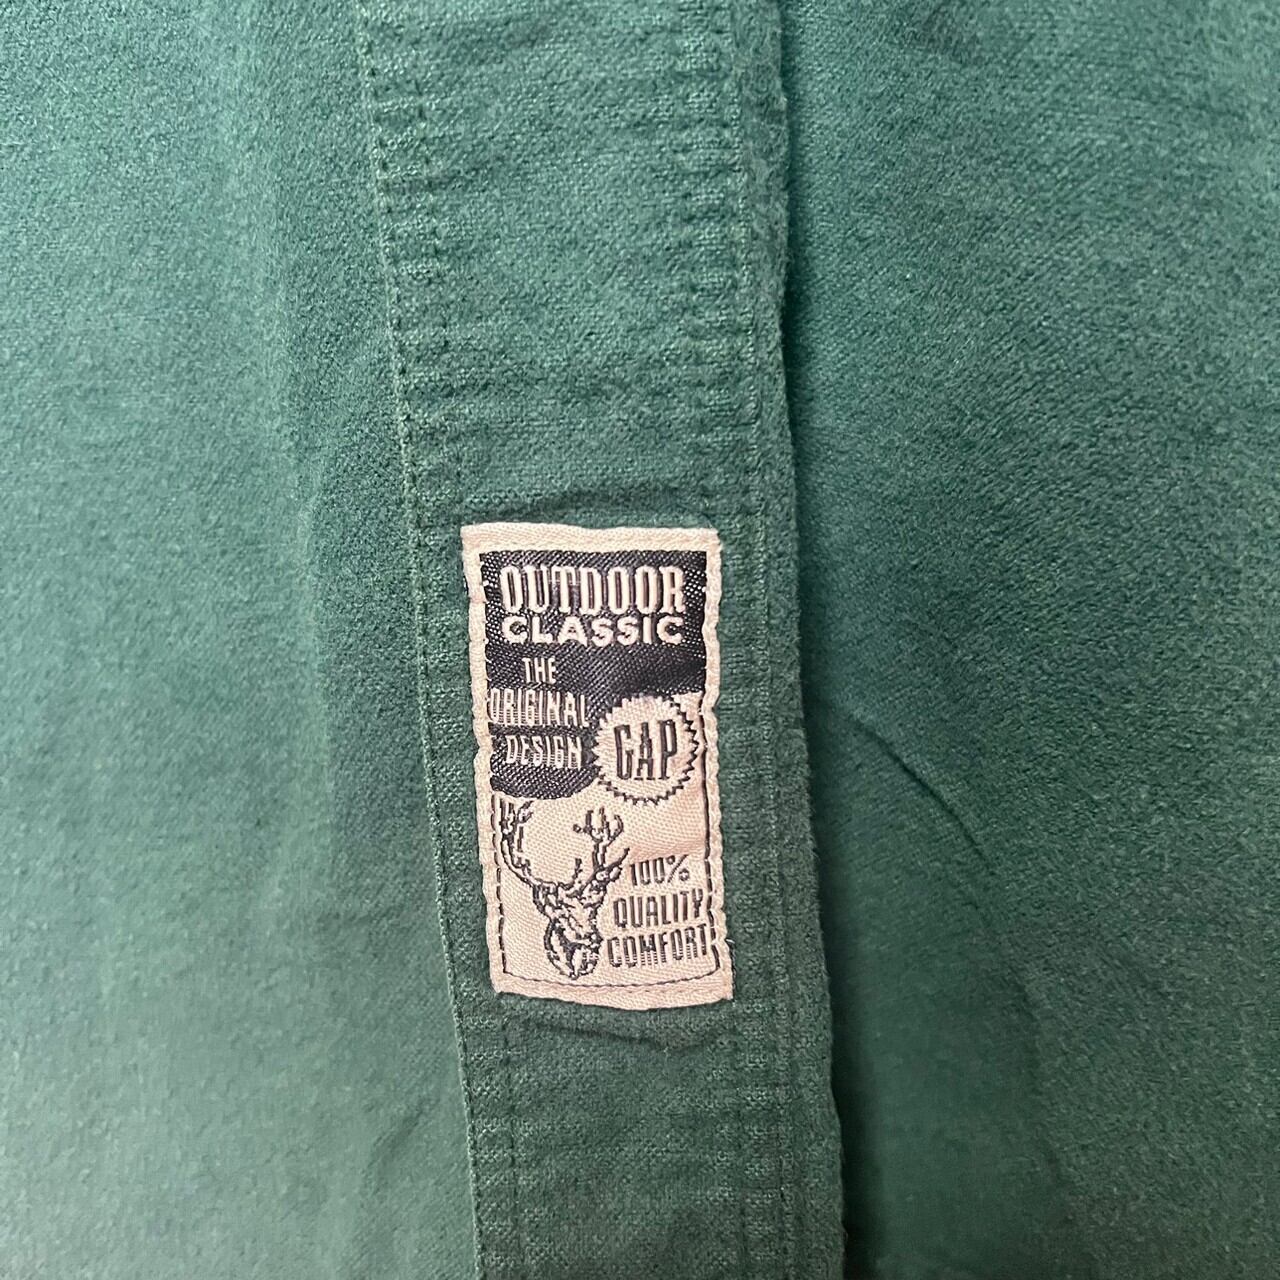 OUTDOOR
CLASSIC
THE
ORIGINAL
DESIGN
GAP
100%
QUALITY
COMFORT